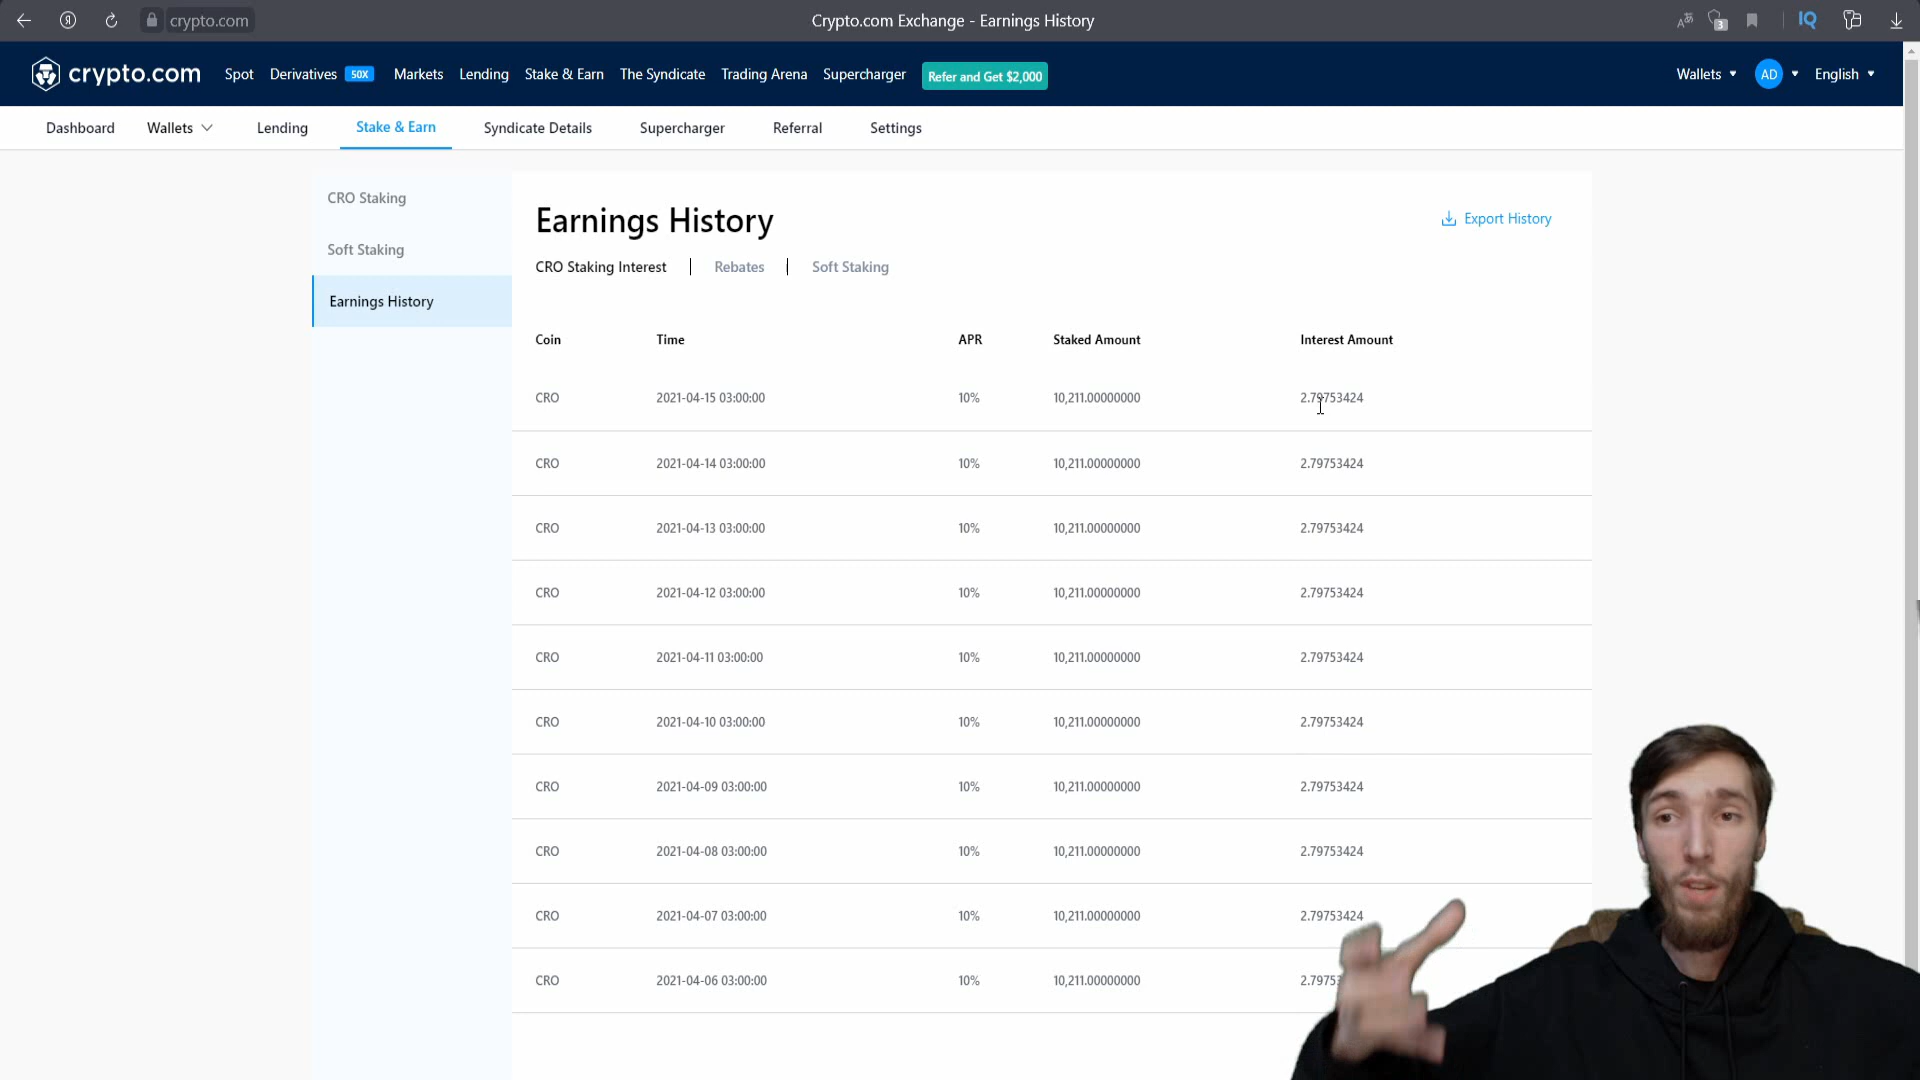 crypto.com
Crypto.com Exchange - Earnings History
3
IQ
crypto.com
Spot
Derivatives 50X
Markets
Lending
Stake & Earn
The Syndicate
Trading Arena
Supercharger
Refer and Get $2,000
Wallets
AD
English
Dashboard
Wallets
Lending
Stake & Earn
Syndicate Details
Supercharger
Referral
Settings
CRO Staking
Soft Staking
Earnings History
Earnings History
Export History
CRO Staking Interest | Rebates | Soft Staking
Coin Time APR Staked Amount Interest Amount
CRO 2021-04-15 03:00:00 10% 10,211.00000000 2.79753424
CRO 2021-04-14 03:00:00 10% 10,211.00000000 2.79753424
CRO 2021-04-13 03:00:00 10% 10,211.00000000 2.79753424
CRO 2021-04-12 03:00:00 10% 10,211.00000000 2.79753424
CRO 2021-04-11 03:00:00 10% 10,211.00000000 2.79753424
CRO 2021-04-10 03:00:00 10% 10,211.00000000 2.79753424
CRO 2021-04-09 03:00:00 10% 10,211.00000000 2.79753424
CRO 2021-04-08 03:00:00 10% 10,211.00000000 2.79753424
CRO 2021-04-07 03:00:00 10% 10,211.00000000 2.79753424
CRO 2021-04-06 03:00:00 10% 10,211.00000000